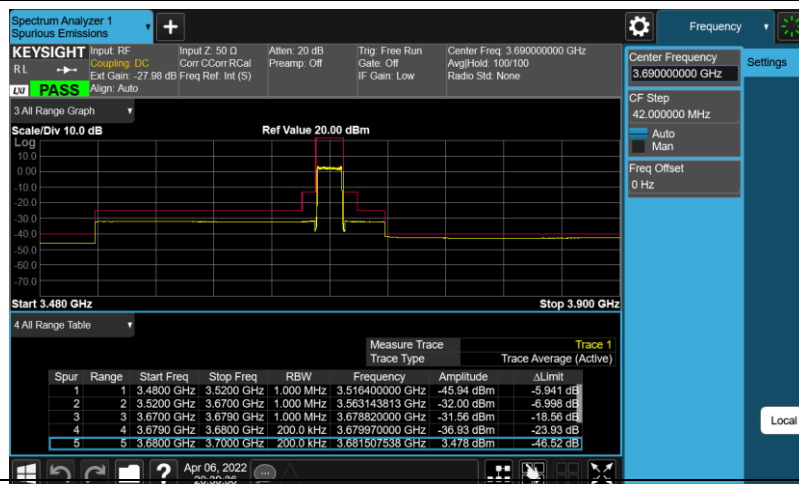 Spectrum Analyzer 1
Spurious Emissions
Frequency
KEYSIGHT Input: RF Input Z: 50 Ω Atten: 20 dB Trig: Free Run Center Freq: 3.690000000 GHz
RL Coupling: DC Corr CCorr RCal Preamp: Off Gate: Off Avg|Hold: 100/100
Ext Gain: -27.98 dB Freq Ref: Int (S) IF Gain: Low Radio Std: None
LXI PASS Align: Auto
Center Frequency
3.690000000 GHz
Settings
CF Step
42.000000 MHz
Auto
Man
Freq Offset
0 Hz
Local
3 All Range Graph
Scale/Div 10.0 dB Ref Value 20.00 dBm
Log
10.0
0.00
-10.0
-20.0
-30.0
-40.0
-50.0
-60.0
-70.0
Start 3.480 GHz Stop 3.900 GHz
4 All Range Table
Measure Trace Trace 1
Trace Type Trace Average (Active)
Spur Range Start Freq Stop Freq RBW Frequency Amplitude ΔLimit
1 1 3.4800 GHz 3.5200 GHz 1.000 MHz 3.516400000 GHz -45.94 dBm -5.941 dB
2 2 3.5200 GHz 3.6700 GHz 1.000 MHz 3.563143813 GHz -32.00 dBm -6.998 dB
3 3 3.6700 GHz 3.6790 GHz 1.000 MHz 3.678820000 GHz -31.56 dBm -18.56 dB
4 4 3.6790 GHz 3.6800 GHz 200.0 kHz 3.679970000 GHz -36.93 dBm -23.93 dB
5 5 3.6800 GHz 3.7000 GHz 200.0 kHz 3.681507538 GHz 3.478 dBm -46.52 dB
? Apr 06, 2022